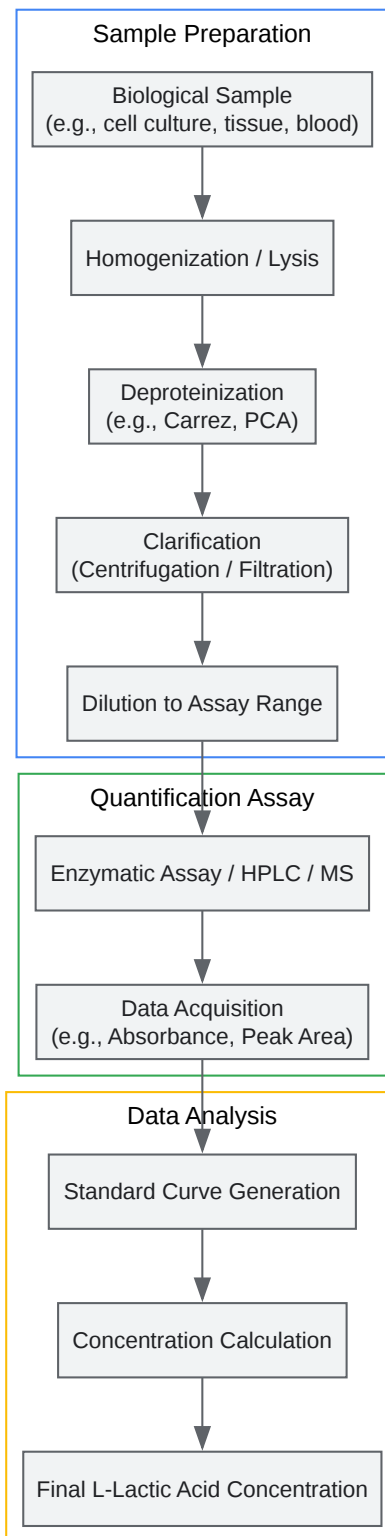 Sample Preparation
Biological Sample
(e.g., cell culture, tissue, blood)
Homogenization / Lysis
Deproteinization
(e.g., Carrez, PCA)
Clarification
(Centrifugation / Filtration)
Dilution to Assay Range
Quantification Assay
Enzymatic Assay / HPLC / MS
Data Acquisition
(e.g., Absorbance, Peak Area)
Data Analysis
Standard Curve Generation
Concentration Calculation
Final L-Lactic Acid Concentration